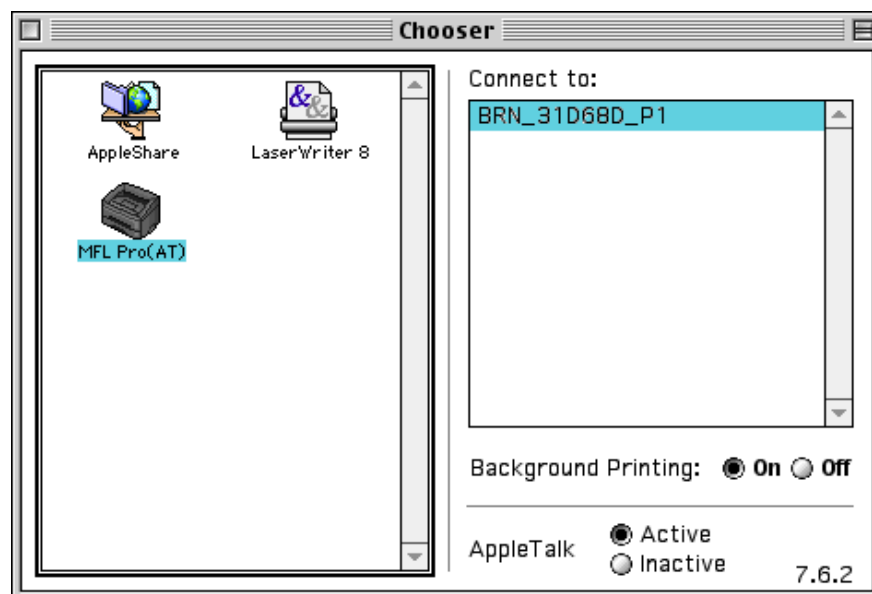 Chooser
AppleShare
LaserWriter 8
MFL Pro(AT)
Connect to:
BRN_31D68D_P1
Background Printing: On Off
AppleTalk
Active
Inactive
7.6.2